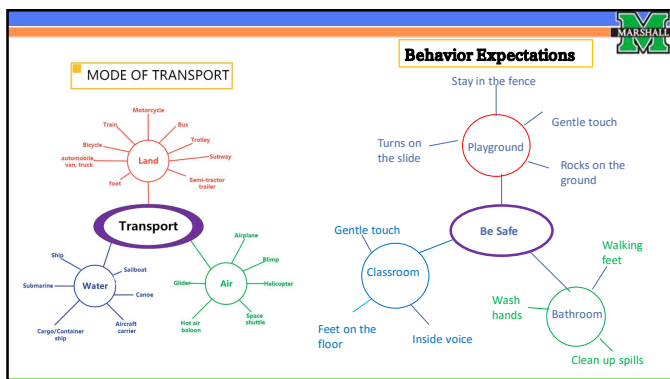 MARSHALL
MODE OF TRANSPORT
Motorcycle
Train
Bus
Bicycle
Trolley
automobile
van, truck
Land
Subway
foot
Semi-tractor
trailer
Transport
Ship
Sailboat
Submarine
Water
Canoe
Cargo/Container
ship
Aircraft
carrier
Airplane
Blimp
Glider
Air
Helicopter
Hot air
baloon
Space
shuttle
Behavior Expectations
Stay in the fence
Gentle touch
Turns on
the slide
Playground
Rocks on the
ground
Be Safe
Gentle touch
Classroom
Feet on the
floor
Inside voice
Walking
feet
Wash
hands
Bathroom
Clean up spills